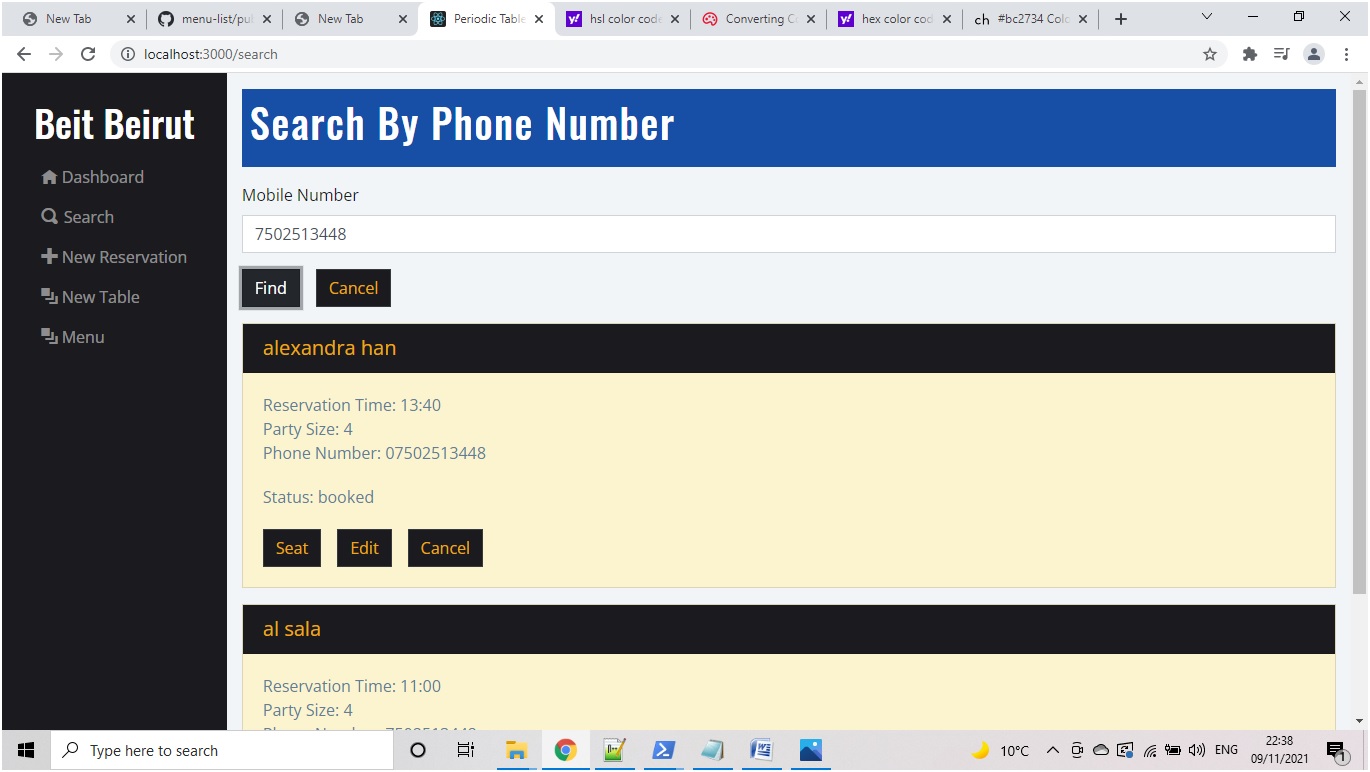 New Tab
menu-list/pu
New Tab
Periodic Table
hsl color code
Converting C
hex color cod
ch #bc2734 Colo
localhost:3000/search
Beit Beirut
Dashboard
Search
New Reservation
New Table
Menu
Search By Phone Number
Mobile Number
7502513448
Find Cancel
alexandra han
Reservation Time: 13:40
Party Size: 4
Phone Number: 07502513448
Status: booked
Seat Edit Cancel
al sala
Reservation Time: 11:00
Party Size: 4
Type here to search
10°C
ENG
22:38
09/11/2021
1